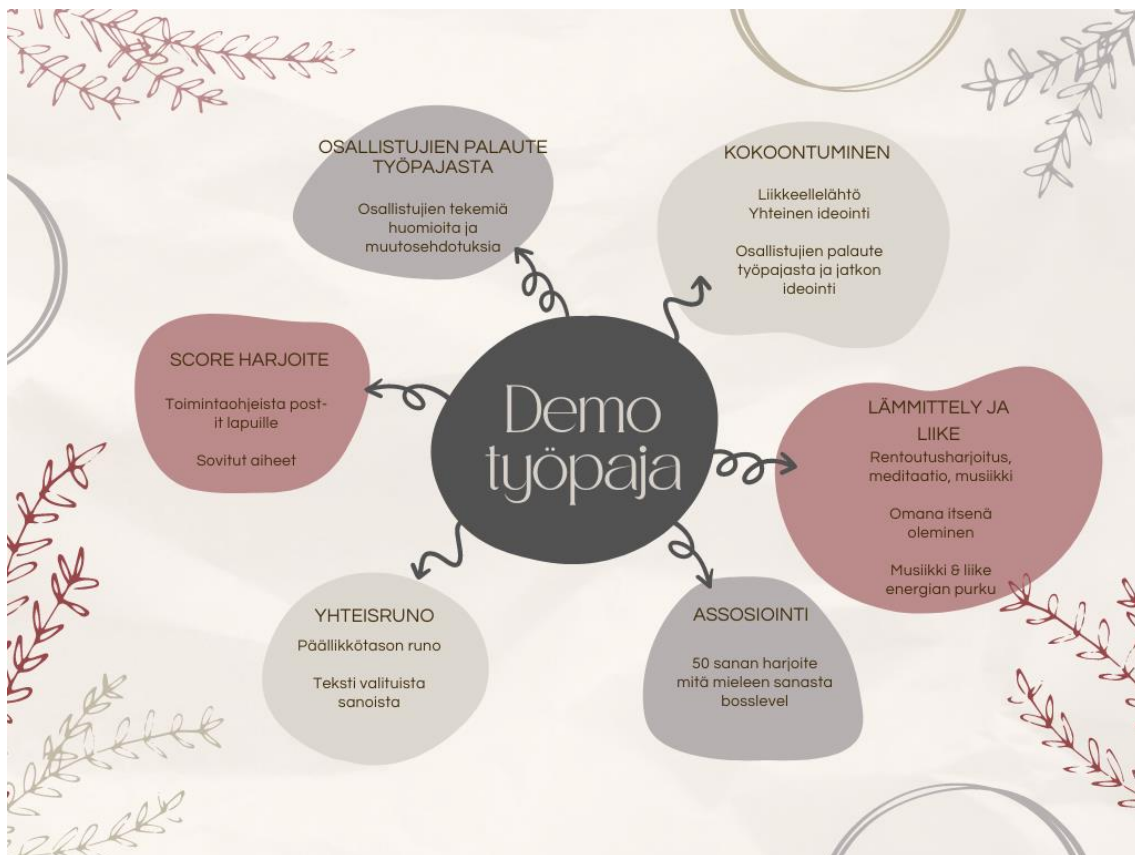 OSALLISTUJIEN PALAUTE
TYÖPAJASTA
Osallistujien tekemiä
huomioita ja
muutosehdotuksia
KOKOONTUMINEN
Liikkeellelähtö
Yhteinen ideointi
Osallistujien palaute
työpajasta ja jatkon
ideointi
SCORE HARJOITE
Toimintaohjeista post-
it lapuille
Sovitut aiheet
Demo
työpaja
LÄMMITTELY JA
LIIKE
Rentoutusharjoitus,
meditaatio, musiikki
Omana itsenä
oleminen
Musiikki & liike
energian purku
YHTEISRUNO
Päällikkötason runo
Teksti valituista
sanoista
ASSOSIOINTI
50 sanan harjoite
mitä mieleen sanasta
bosslevel